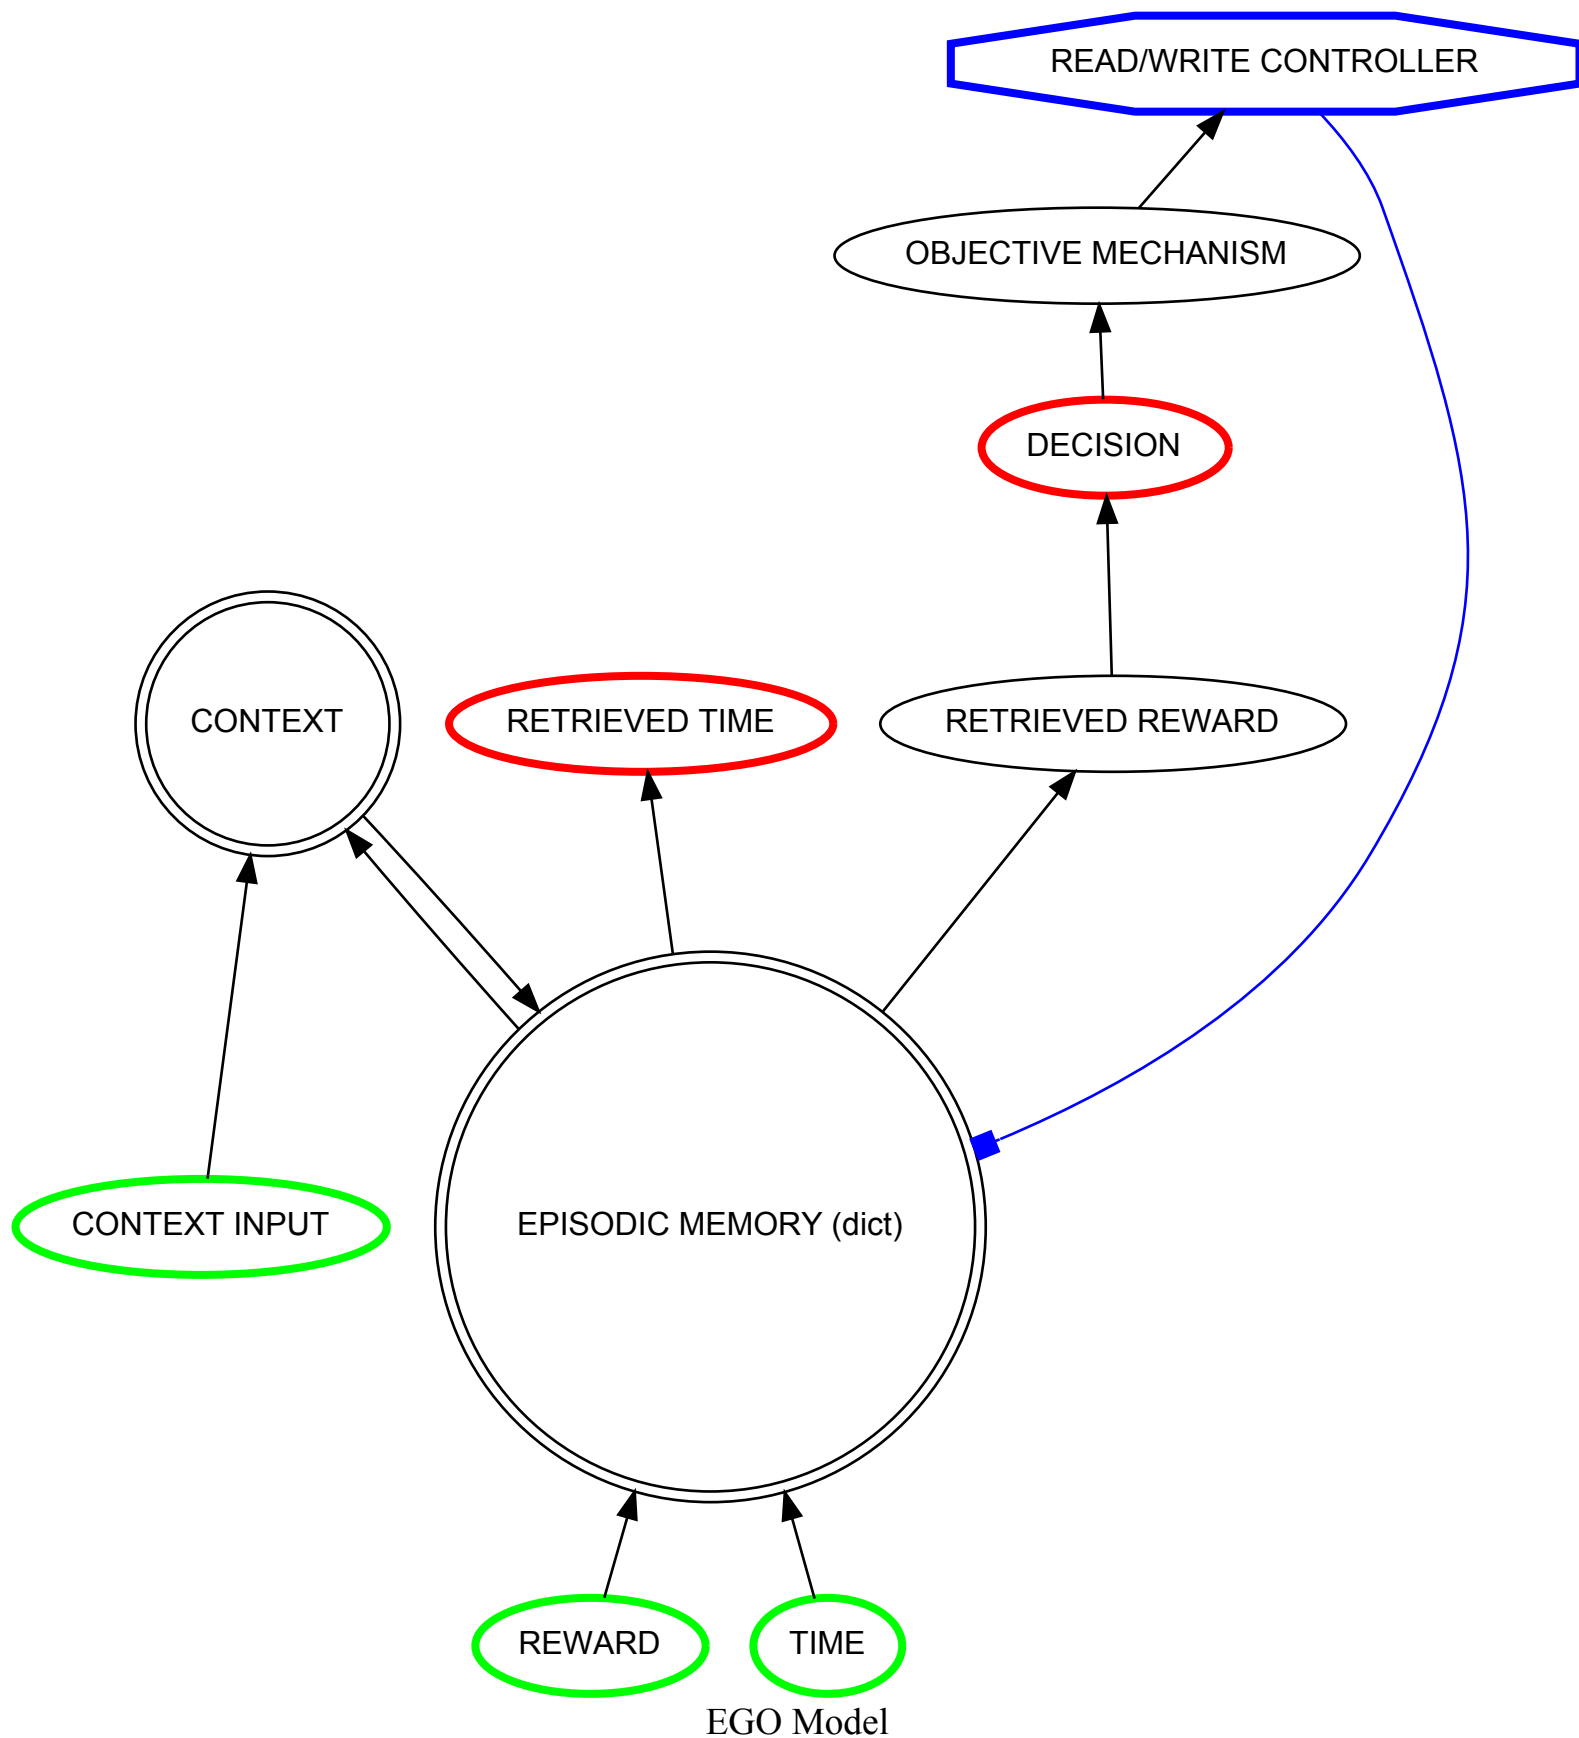 READ/WRITE CONTROLLER
OBJECTIVE MECHANISM
DECISION
CONTEXT
RETRIEVED TIME
RETRIEVED REWARD
CONTEXT INPUT
EPISODIC MEMORY (dict)
REWARD
TIME
EGO Model